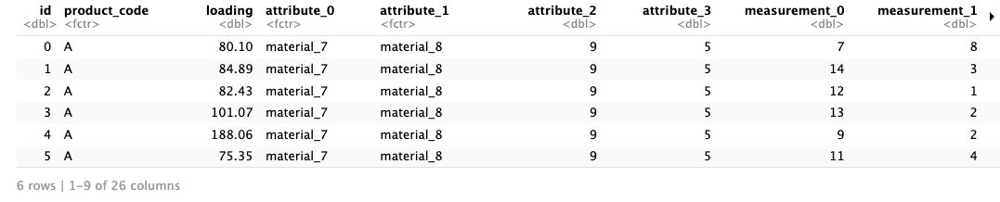 id product_code loading attribute_0 attribute_1 attribute_2 attribute_3 measurement_0 measurement_1
<dbl> <fctr> <dbl> <fctr> <fctr> <dbl> <dbl> <dbl> <dbl>
0 A 80.10 material_7 material_8 9 5 7 8
1 A 84.89 material_7 material_8 9 5 14 3
2 A 82.43 material_7 material_8 9 5 12 1
3 A 101.07 material_7 material_8 9 5 13 2
4 A 188.06 material_7 material_8 9 5 9 2
5 A 75.35 material_7 material_8 9 5 11 4
6 rows | 1-9 of 26 columns